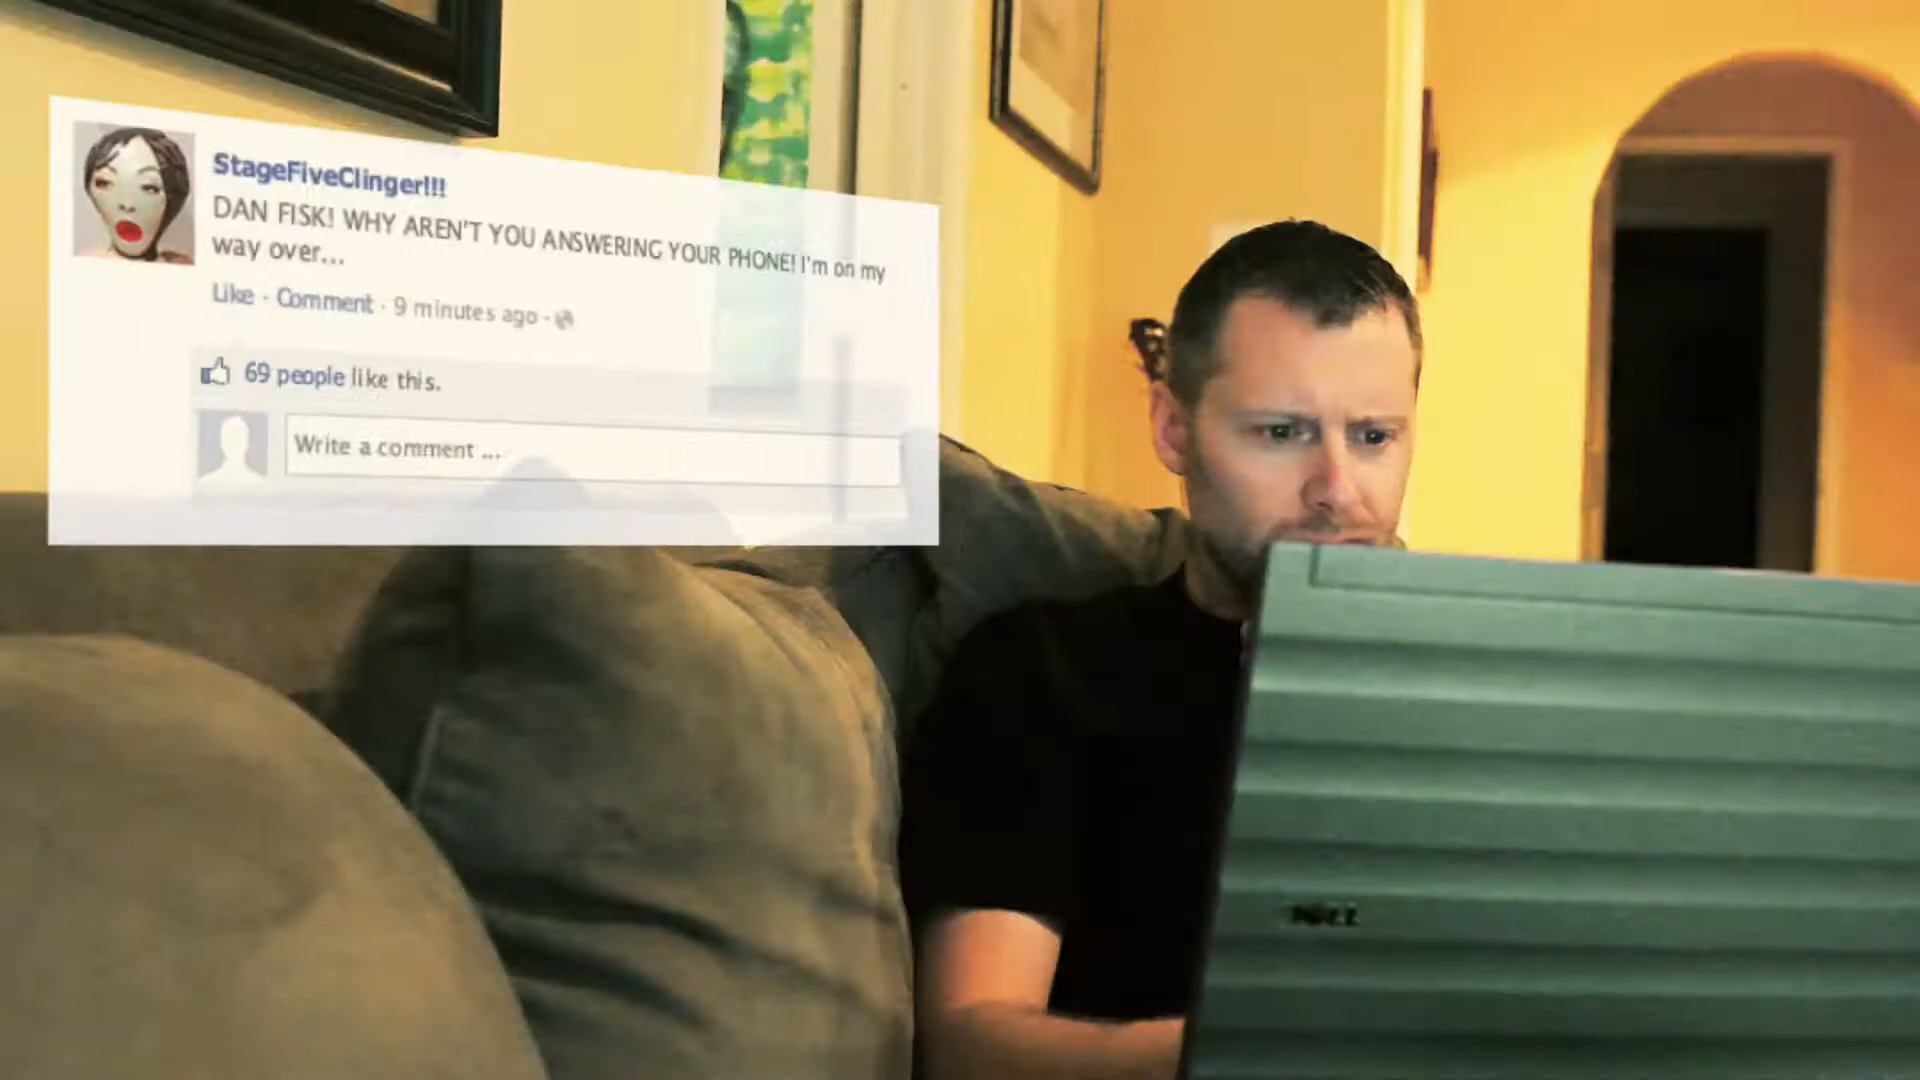 StageFiveClinger!!!
DAN FISK! WHY AREN'T YOU ANSWERING YOUR PHONE! I'm on my
way over...
Like · Comment · 9 minutes ago ·
69 people like this.
Write a comment ...
DELL